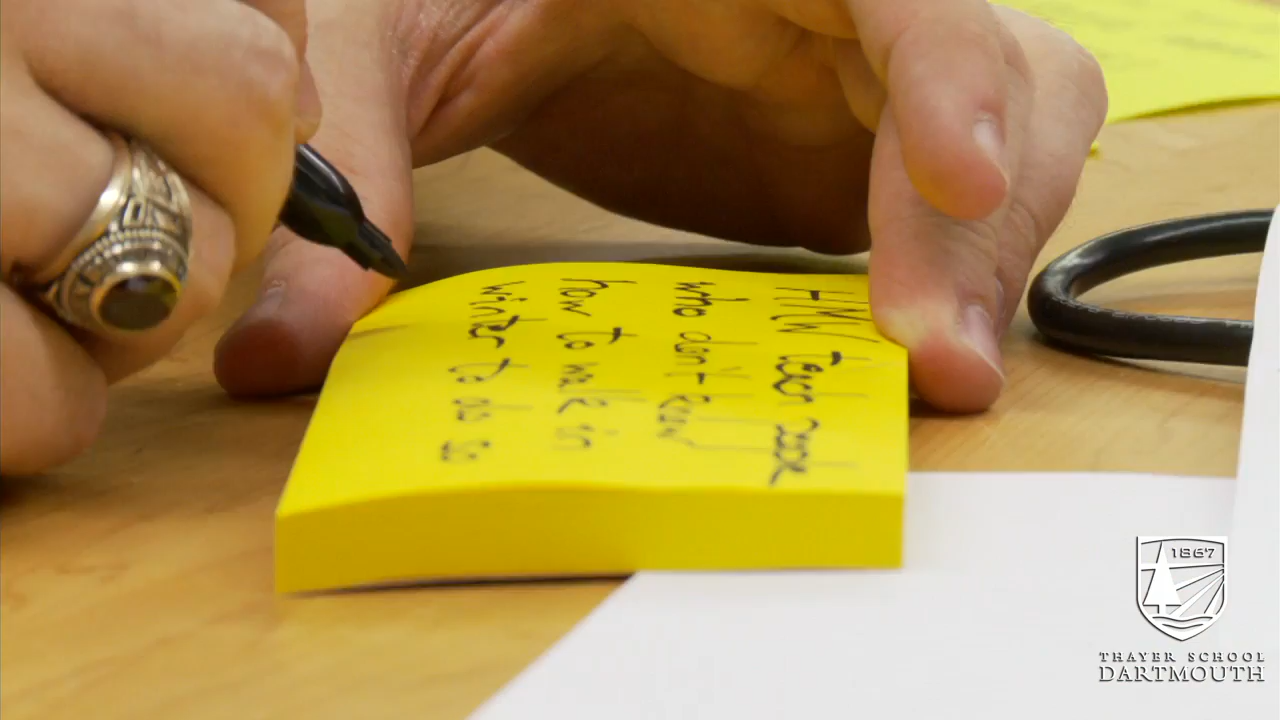 HMW teach people
who don't know
how to walk in
winter to do so
1867
THAYER SCHOOL
DARTMOUTH